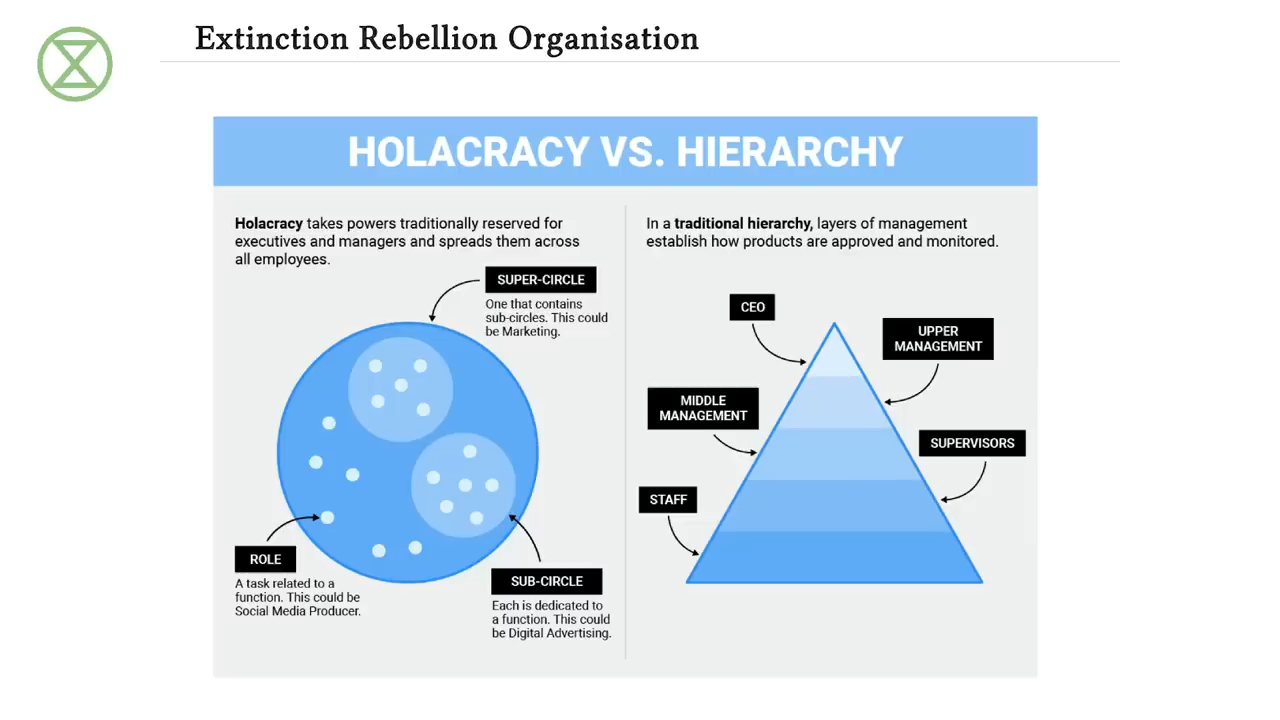 Extinction Rebellion Organisation
HOLACRACY VS. HIERARCHY
Holacracy takes powers traditionally reserved for
executives and managers and spreads them across
all employees.
SUPER-CIRCLE
One that contains
sub-circles. This could
be Marketing.
ROLE
A task related to a
function. This could be
Social Media Producer.
SUB-CIRCLE
Each is dedicated to
a function. This could
be Digital Advertising.
In a traditional hierarchy, layers of management
establish how products are approved and monitored.
CEO
UPPER
MANAGEMENT
MIDDLE
MANAGEMENT
SUPERVISORS
STAFF